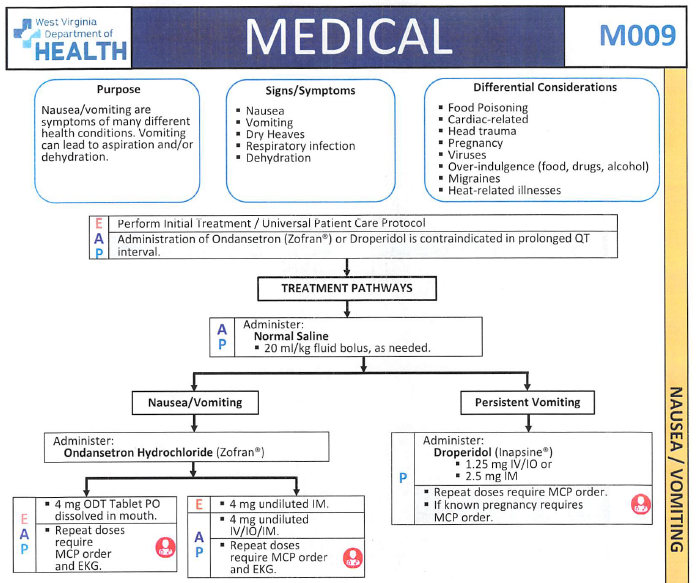 West Virginia
Department of
HEALTH
MEDICAL
M009
Purpose
Nausea/vomiting are
symptoms of many different
health conditions. Vomiting
can lead to aspiration and/or
dehydration.
Signs/Symptoms
▪ Nausea
▪ Vomiting
▪ Dry Heaves
▪ Respiratory infection
▪ Dehydration
Differential Considerations
▪ Food Poisoning
▪ Cardiac-related
▪ Head trauma
▪ Pregnancy
▪ Viruses
▪ Over-indulgence (food, drugs, alcohol)
▪ Migraines
▪ Heat-related illnesses
E
A
P
Perform Initial Treatment / Universal Patient Care Protocol
Administration of Ondansetron (Zofran®) or Droperidol is contraindicated in prolonged QT
interval.
TREATMENT PATHWAYS
A
P
Administer:
Normal Saline
▪ 20 ml/kg fluid bolus, as needed.
Nausea/Vomiting
Administer:
Ondansetron Hydrochloride (Zofran®)
E
A
P
▪ 4 mg ODT Tablet PO
dissolved in mouth.
▪ Repeat doses
require
MCP order
and EKG.
E
▪ 4 mg undiluted IM.
A
P
▪ 4 mg undiluted
IV/IO/IM.
▪ Repeat doses
require MCP order
and EKG.
Persistent Vomiting
P
Administer:
Droperidol (Inapsine®)
▪ 1.25 mg IV/IO or
▪ 2.5 mg IM
▪ Repeat doses require MCP order.
▪ If known pregnancy requires
MCP order.
NAUSEA / VOMITING